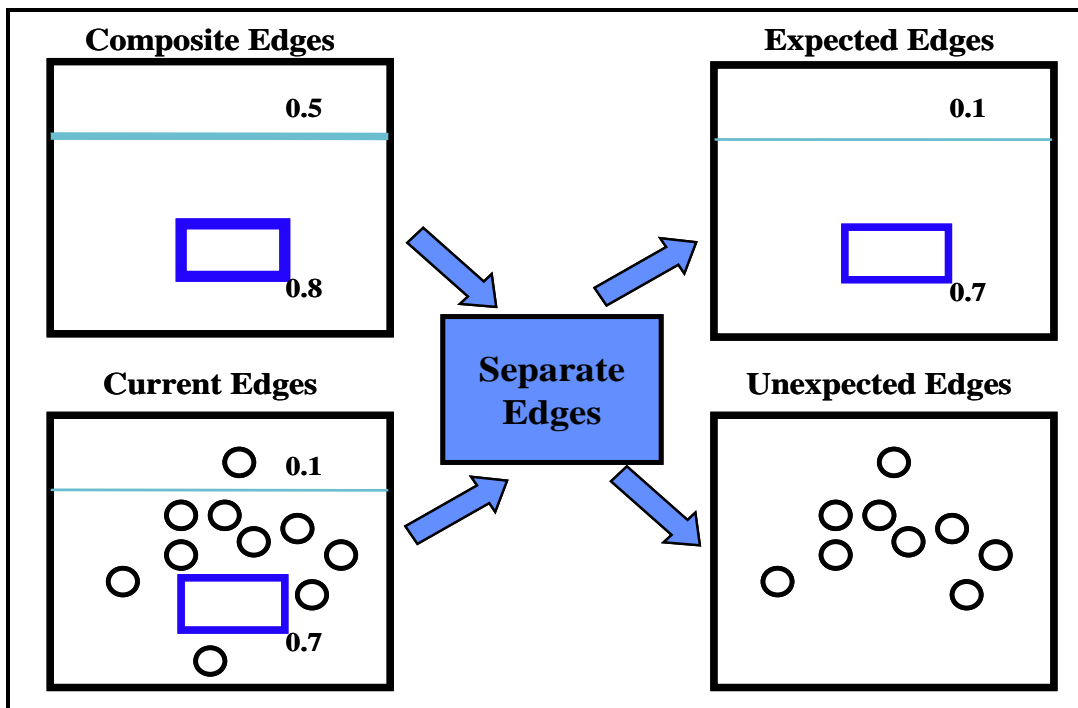 Composite Edges
0.5
0.8
Expected Edges
0.1
0.7
Separate
Edges
Current Edges
0.1
0.7
Unexpected Edges